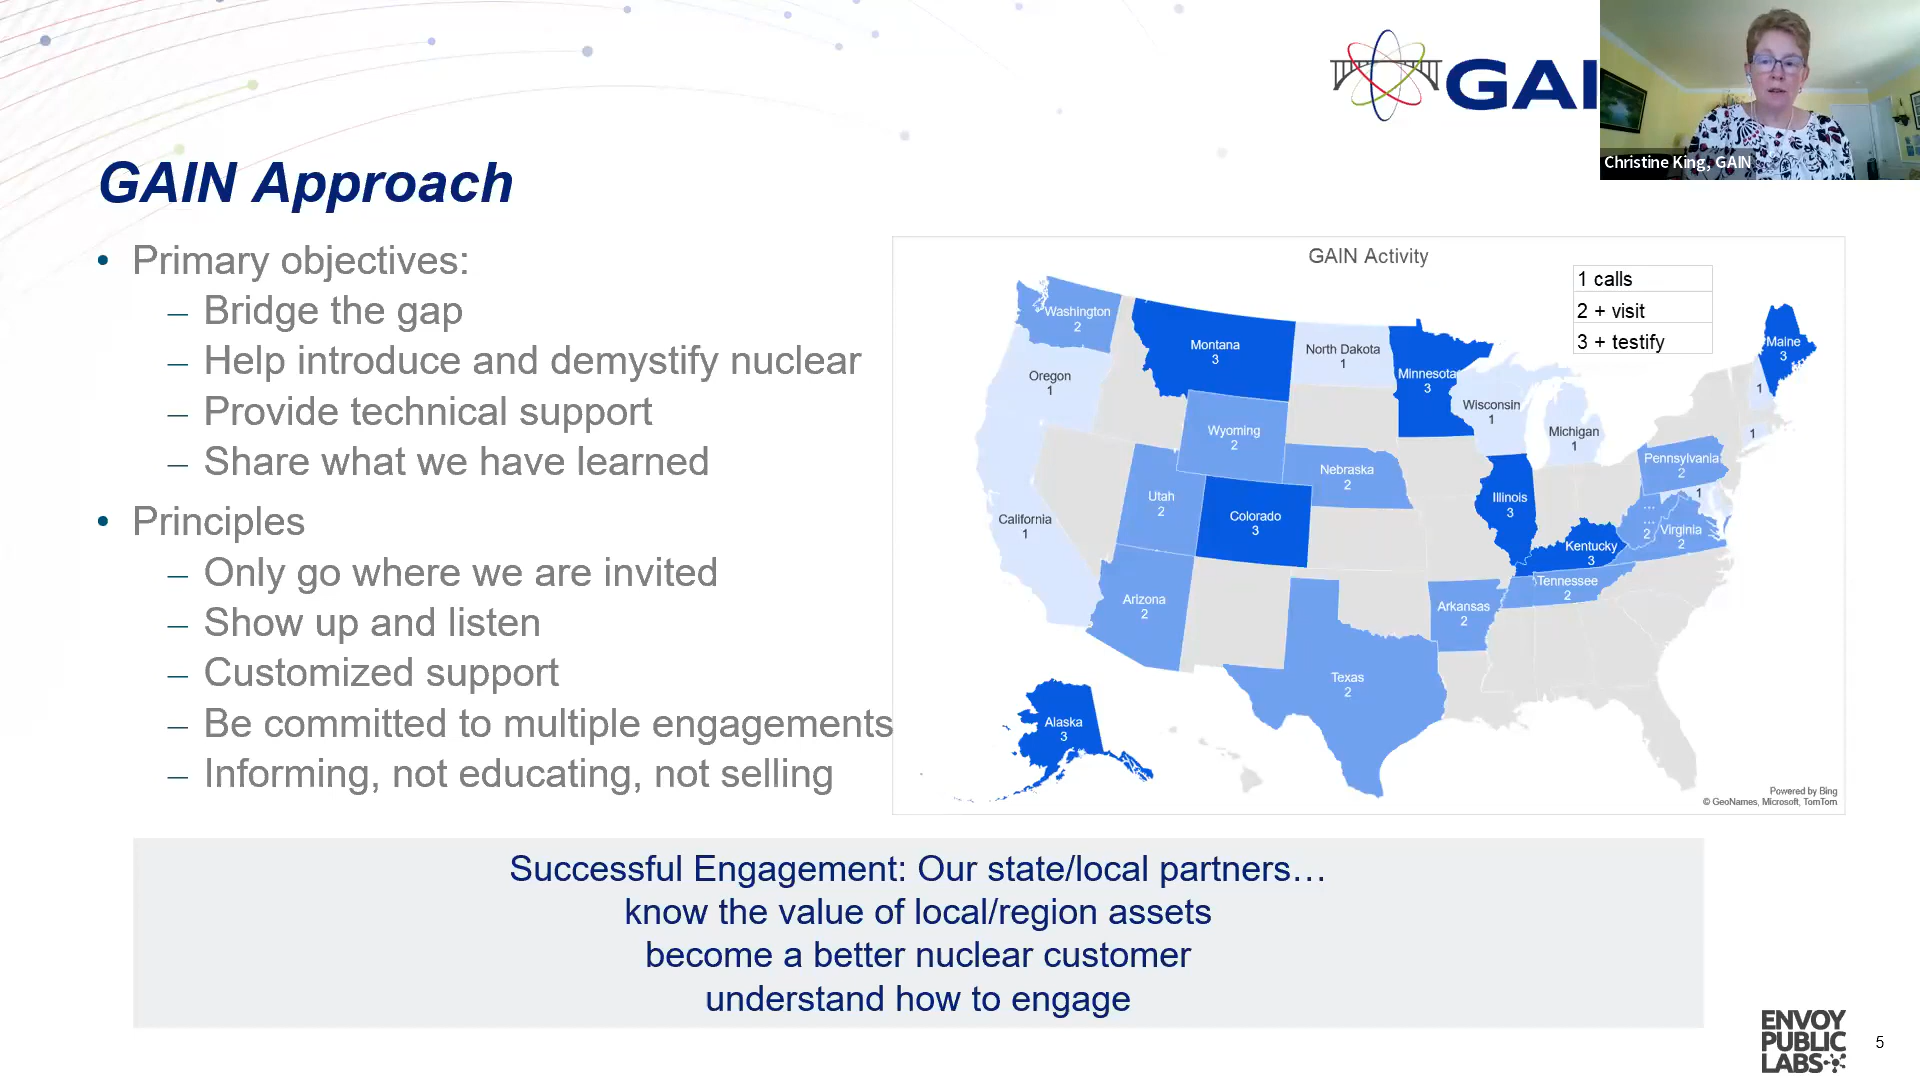 GAI
Christine King, GAIN
GAIN Approach
• Primary objectives:
– Bridge the gap
– Help introduce and demystify nuclear
– Provide technical support
– Share what we have learned
• Principles
– Only go where we are invited
– Show up and listen
– Customized support
– Be committed to multiple engagements
– Informing, not educating, not selling
GAIN Activity
1 calls
2 + visit
3 + testify
Washington
2
Oregon
1
California
1
Montana
3
North Dakota
1
Minnesota
3
Wisconsin
1
Michigan
1
Maine
3
1
1
Wyoming
2
Nebraska
2
Utah
2
Colorado
3
Illinois
3
Pennsylvania
2
1
...
...
2
Virginia
2
Kentucky
3
Tennessee
2
Arizona
2
Arkansas
2
Texas
2
Alaska
3
Powered by Bing
© GeoNames, Microsoft, TomTom
Successful Engagement: Our state/local partners…
know the value of local/region assets
become a better nuclear customer
understand how to engage
ENVOY
PUBLIC
LABS
5